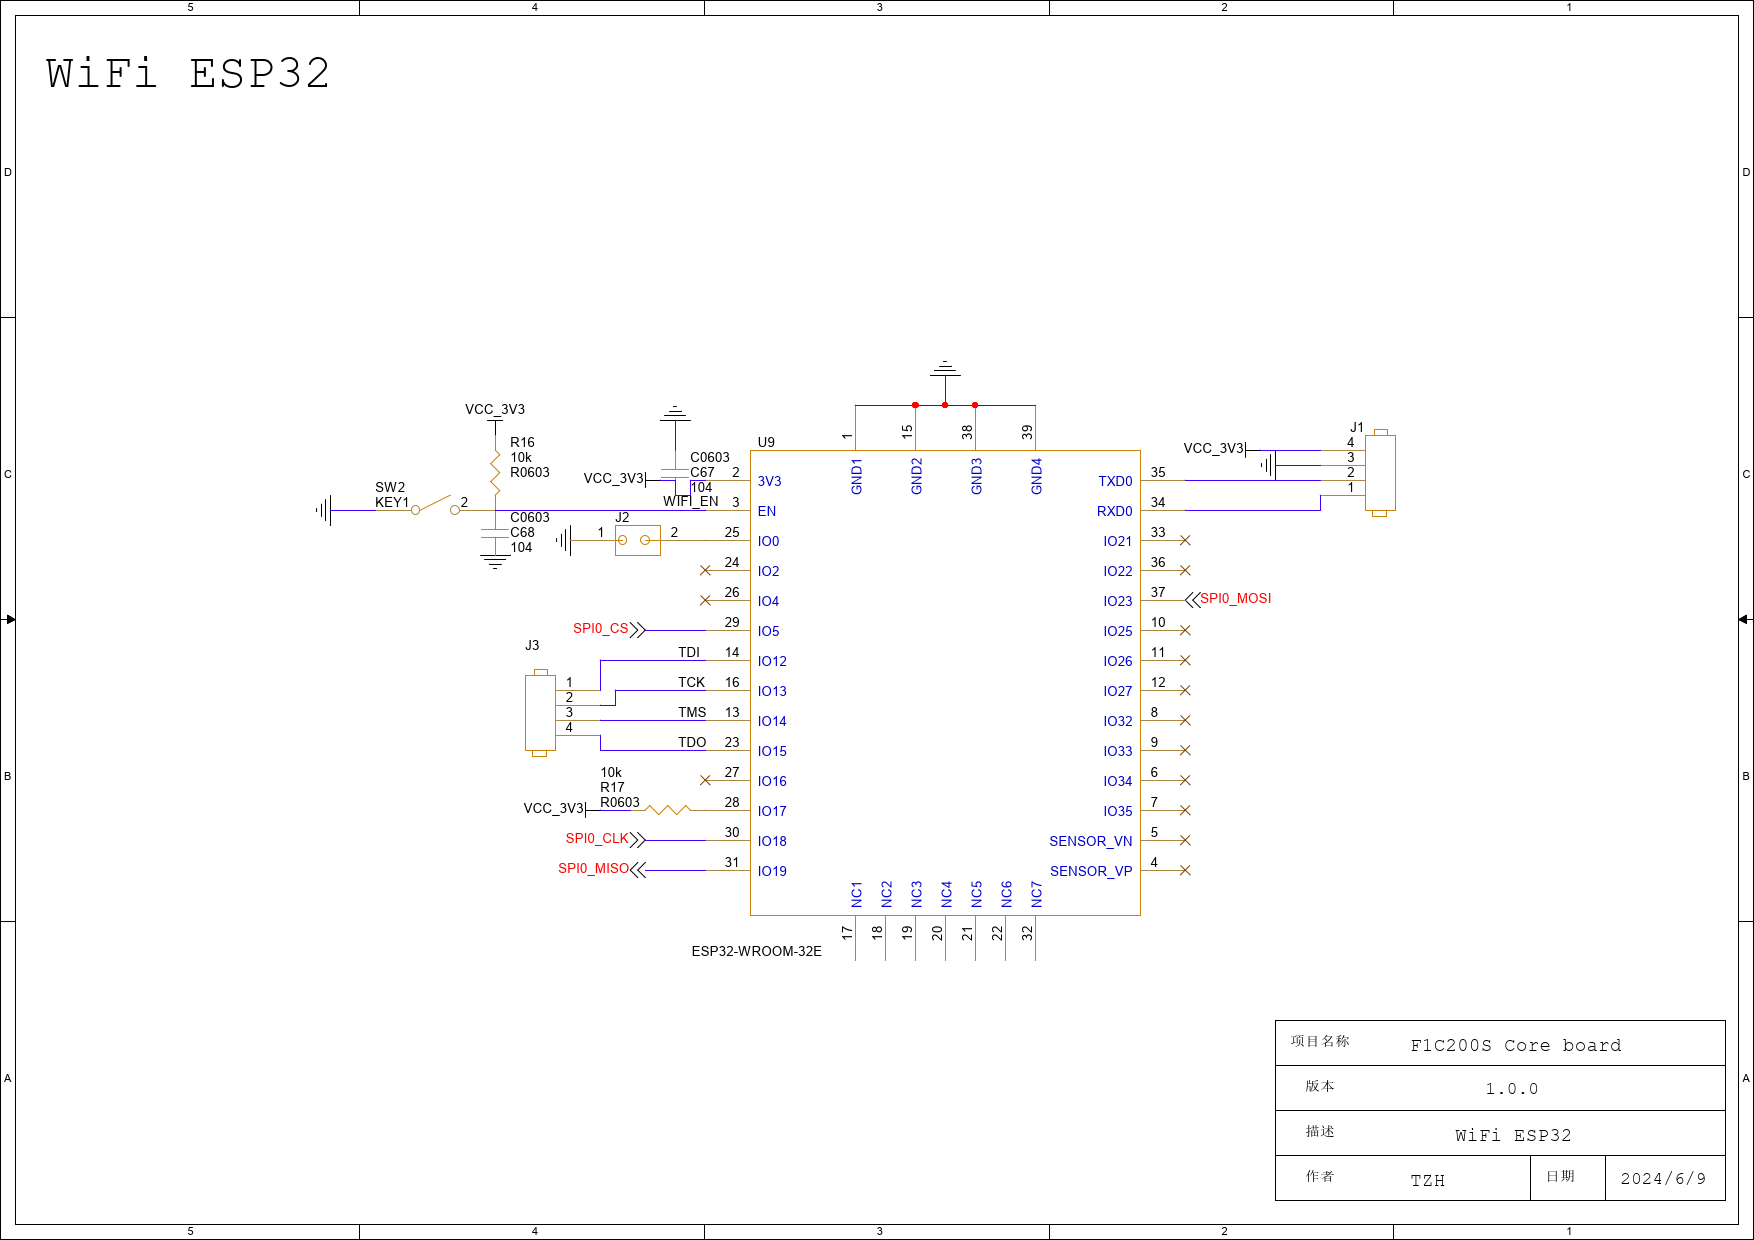 5 4 3 2 1
WiFi ESP32
D D
C C
B B
A A
VCC_3V3
R16
10k
R0603
SW2
KEY1
2
C0603
C68
104
VCC_3V3
C0603
C67
104
WIFI_EN
J2
1 2
U9
1 15 38 39
GND1 GND2 GND3 GND4
2 3V3
3 EN
25 IO0
24 IO2
26 IO4
SPI0_CS 29 IO5
TDI 14 IO12
TCK 16 IO13
TMS 13 IO14
TDO 23 IO15
27 IO16
28 IO17
SPI0_CLK 30 IO18
SPI0_MISO 31 IO19
J3
1
2
3
4
10k
R17
R0603
VCC_3V3
TXD0 35
RXD0 34
IO21 33
IO22 36
IO23 37 SPI0_MOSI
IO25 10
IO26 11
IO27 12
IO32 8
IO33 9
IO34 6
IO35 7
SENSOR_VN 5
SENSOR_VP 4
J1
VCC_3V3 4
3
2
1
NC1 NC2 NC3 NC4 NC5 NC6 NC7
17 18 19 20 21 22 32
ESP32-WROOM-32E
项目名称 F1C200S Core board
版本 1.0.0
描述 WiFi ESP32
作者 TZH 日期 2024/6/9
5 4 3 2 1